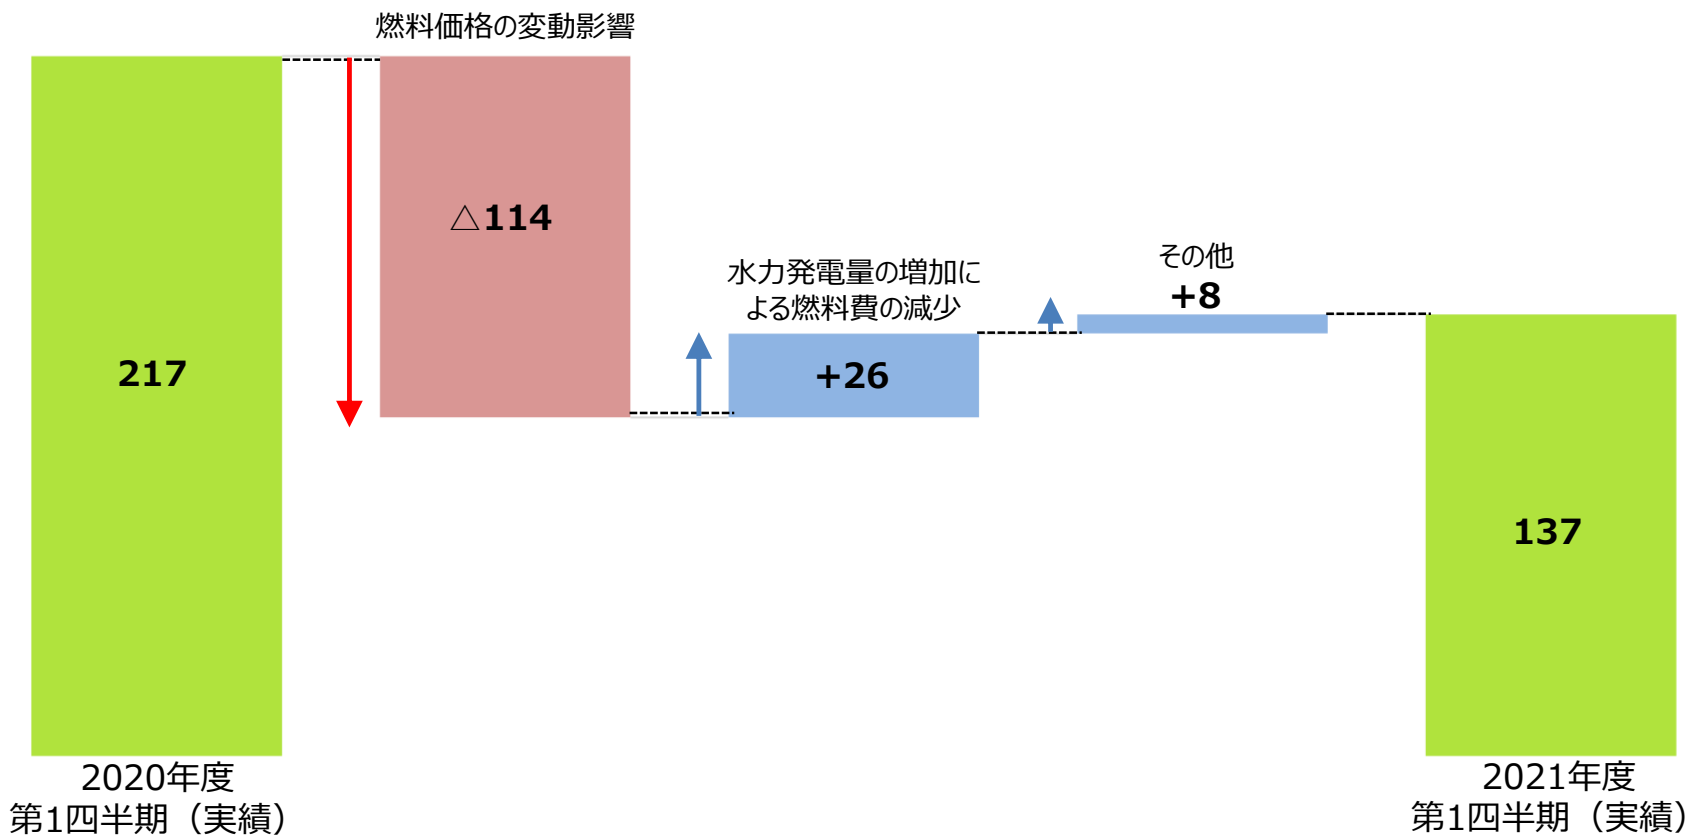 燃料価格の変動影響
217
△114
水力発電量の増加に
よる燃料費の減少
+26
その他
+8
137
2020年度
第1四半期（実績）
2021年度
第1四半期（実績）